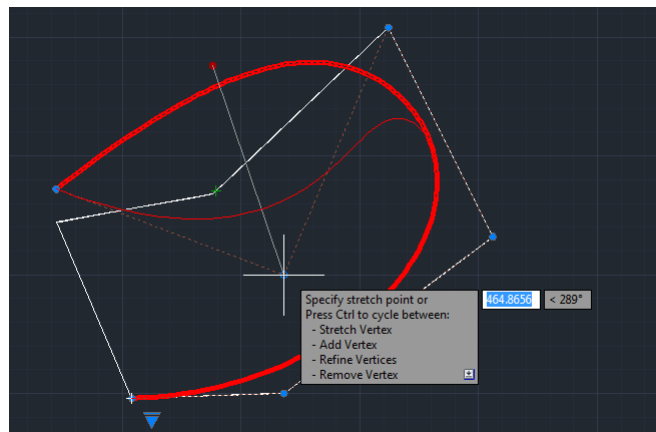 Specify stretch point or
Press Ctrl to cycle between:
- Stretch Vertex
- Add Vertex
- Refine Vertices
- Remove Vertex
464.8656
< 289°